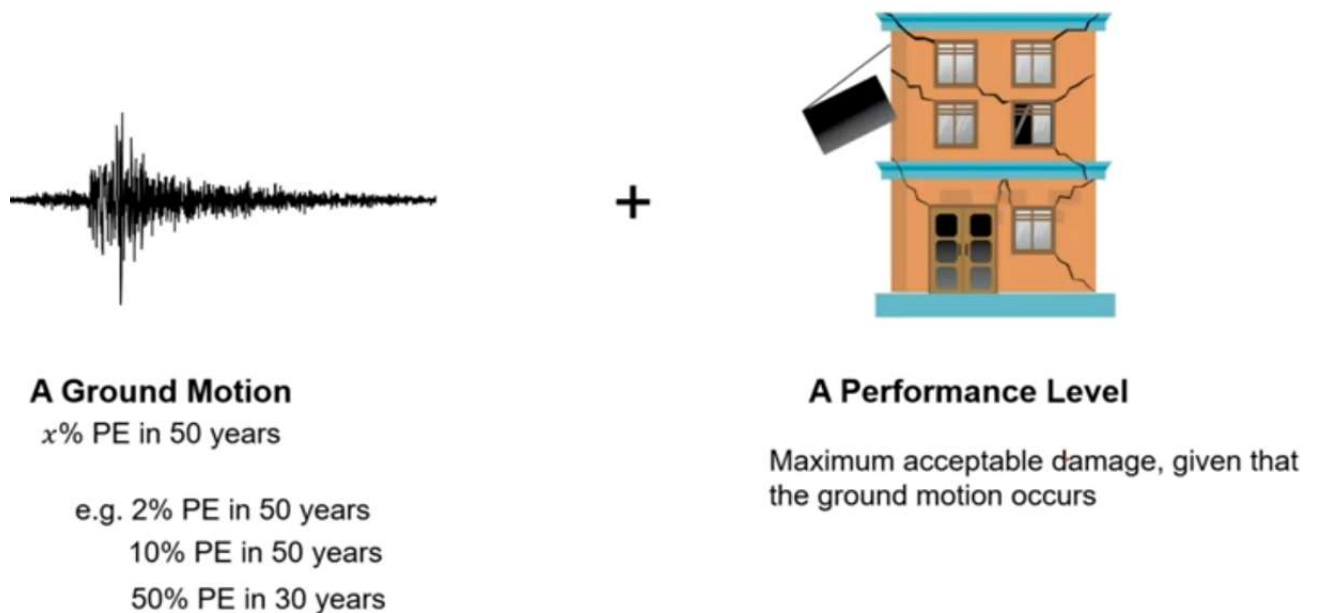 +
A Ground Motion
x% PE in 50 years
e.g. 2% PE in 50 years
10% PE in 50 years
50% PE in 30 years
A Performance Level
Maximum acceptable damage, given that
the ground motion occurs